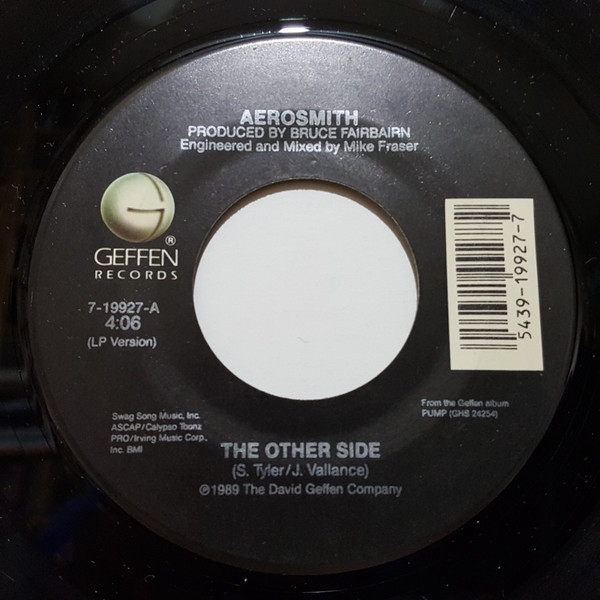 AEROSMITH
PRODUCED BY BRUCE FAIRBAIRN
Engineered and Mixed by Mike Fraser
G
GEFFEN ®
RECORDS
7-19927-A
4:06
(LP Version)
5439-19927-7
Swag Song Music, Inc.
ASCAP/Calypso Toonz
PRO/Irving Music Corp.,
Inc. BMI
From the Geffen album
PUMP (GHS 24254)
THE OTHER SIDE
(S. Tyler/J. Vallance)
℗1989 The David Geffen Company